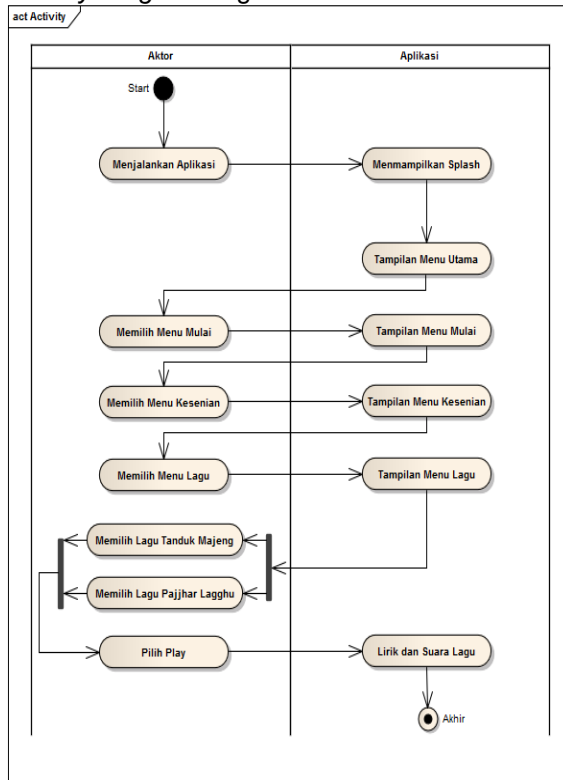 act Activity
Aktor
Aplikasi
Start
Menjalankan Aplikasi
Menmampilkan Splash
Tampilan Menu Utama
Memilih Menu Mulai
Tampilan Menu Mulai
Memilih Menu Kesenian
Tampilan Menu Kesenian
Memilih Menu Lagu
Tampilan Menu Lagu
Memilih Lagu Tanduk Majeng
Memilih Lagu Pajjhar Lagghu
Pilih Play
Lirik dan Suara Lagu
Akhir